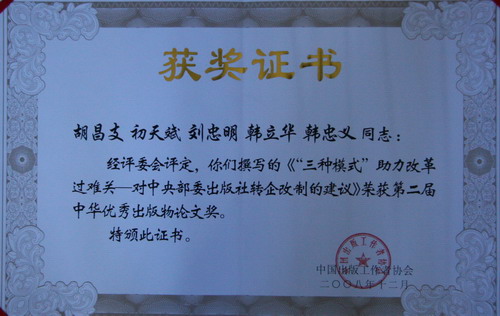 获奖证书
胡昌支 初天斌 刘忠明 韩立华 韩忠义 同志：
经评委会评定，你们撰写的《“三种模式”助力改革
过难关—对中央部委出版社转企改制的建议》荣获第二届
中华优秀出版物论文奖。
特颁此证书。
中国出版工作者协会
二〇〇八年十二月